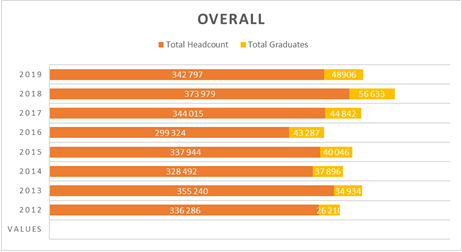 OVERALL
Total Headcount Total Graduates
2019 342 797 48906
2018 373 979 56 633
2017 344 015 44 842
2016 299 324 43 287
2015 337 944 40 046
2014 328 492 37 896
2013 355 240 34 934
2012 336 286 26 210
VALUES